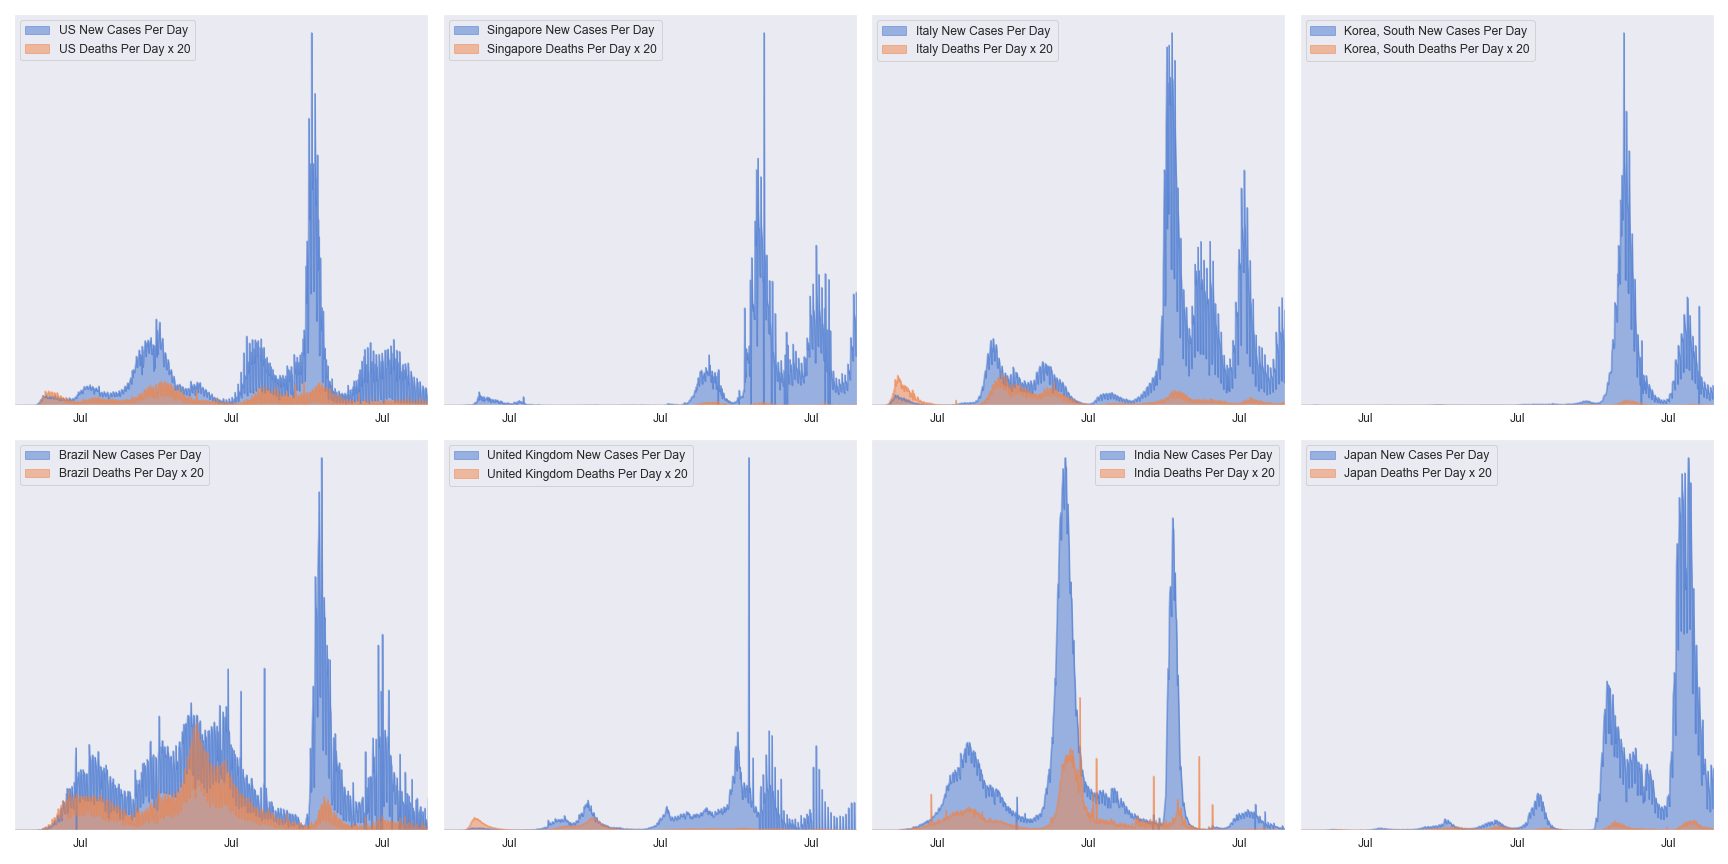 US New Cases Per Day
US Deaths Per Day x 20
Jul Jul Jul
Singapore New Cases Per Day
Singapore Deaths Per Day x 20
Jul Jul Jul
Italy New Cases Per Day
Italy Deaths Per Day x 20
Jul Jul Jul
Korea, South New Cases Per Day
Korea, South Deaths Per Day x 20
Jul Jul Jul
Brazil New Cases Per Day
Brazil Deaths Per Day x 20
Jul Jul Jul
United Kingdom New Cases Per Day
United Kingdom Deaths Per Day x 20
Jul Jul Jul
India New Cases Per Day
India Deaths Per Day x 20
Jul Jul Jul
Japan New Cases Per Day
Japan Deaths Per Day x 20
Jul Jul Jul